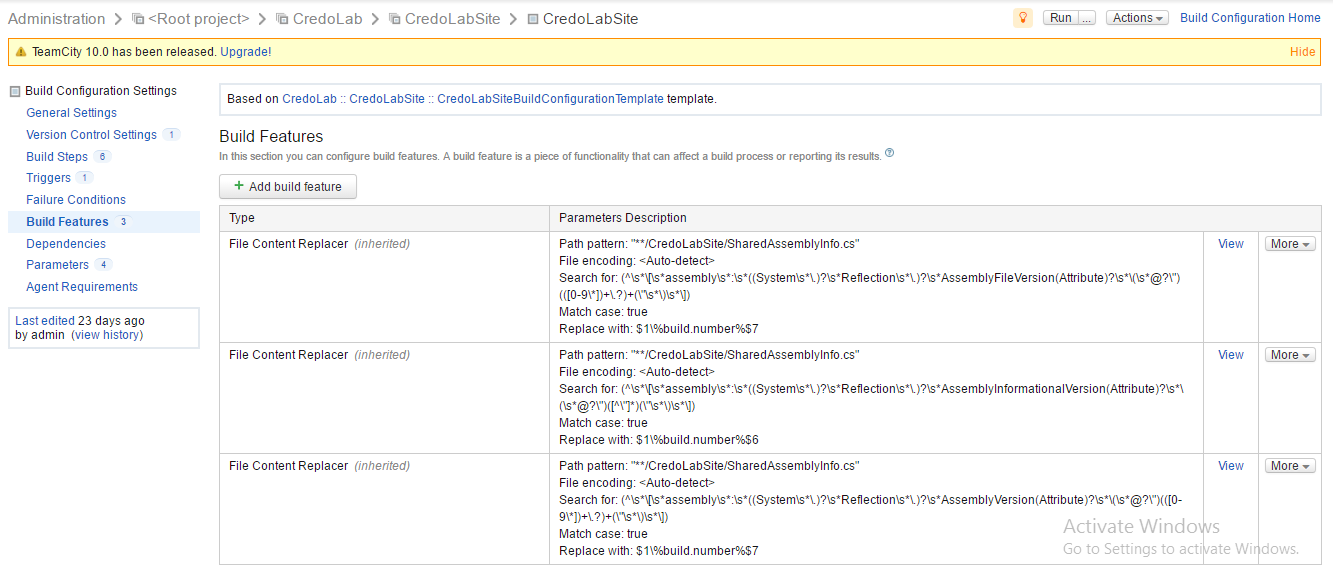 Administration > <Root project> > CredoLab > CredoLabSite > CredoLabSite
Run ... Actions Build Configuration Home
TeamCity 10.0 has been released. Upgrade! Hide
Build Configuration Settings
General Settings
Version Control Settings 1
Build Steps 6
Triggers 1
Failure Conditions
Build Features 3
Dependencies
Parameters 4
Agent Requirements
Last edited 23 days ago
by admin (view history)
Based on CredoLab :: CredoLabSite :: CredoLabSiteBuildConfigurationTemplate template.
Build Features
In this section you can configure build features. A build feature is a piece of functionality that can affect a build process or reporting its results. ?
+ Add build feature
Type Parameters Description
File Content Replacer (inherited)
Path pattern: "**/CredoLabSite/SharedAssemblyInfo.cs"
File encoding: <Auto-detect>
Search for: (^\s*\[\s*assembly\s*:\s*((System\s*\.)?\s*Reflection\s*\.)?\s*AssemblyFileVersion(Attribute)?\s*\(\s*@?\")
(([0-9\*])+\.?)+(\"\s*\)\s*\])
Match case: true
Replace with: $1\%build.number%$7
View More
File Content Replacer (inherited)
Path pattern: "**/CredoLabSite/SharedAssemblyInfo.cs"
File encoding: <Auto-detect>
Search for: (^\s*\[\s*assembly\s*:\s*((System\s*\.)?\s*Reflection\s*\.)?\s*AssemblyInformationalVersion(Attribute)?\s*\
(\s*@?\")([^\"]*)(\"\s*\)\s*\])
Match case: true
Replace with: $1\%build.number%$6
View More
File Content Replacer (inherited)
Path pattern: "**/CredoLabSite/SharedAssemblyInfo.cs"
File encoding: <Auto-detect>
Search for: (^\s*\[\s*assembly\s*:\s*((System\s*\.)?\s*Reflection\s*\.)?\s*AssemblyVersion(Attribute)?\s*\(\s*@?\")(([0-
9\*])+\.?)+(\"\s*\)\s*\])
Match case: true
Replace with: $1\%build.number%$7
View More
Activate Windows
Go to Settings to activate Windows.